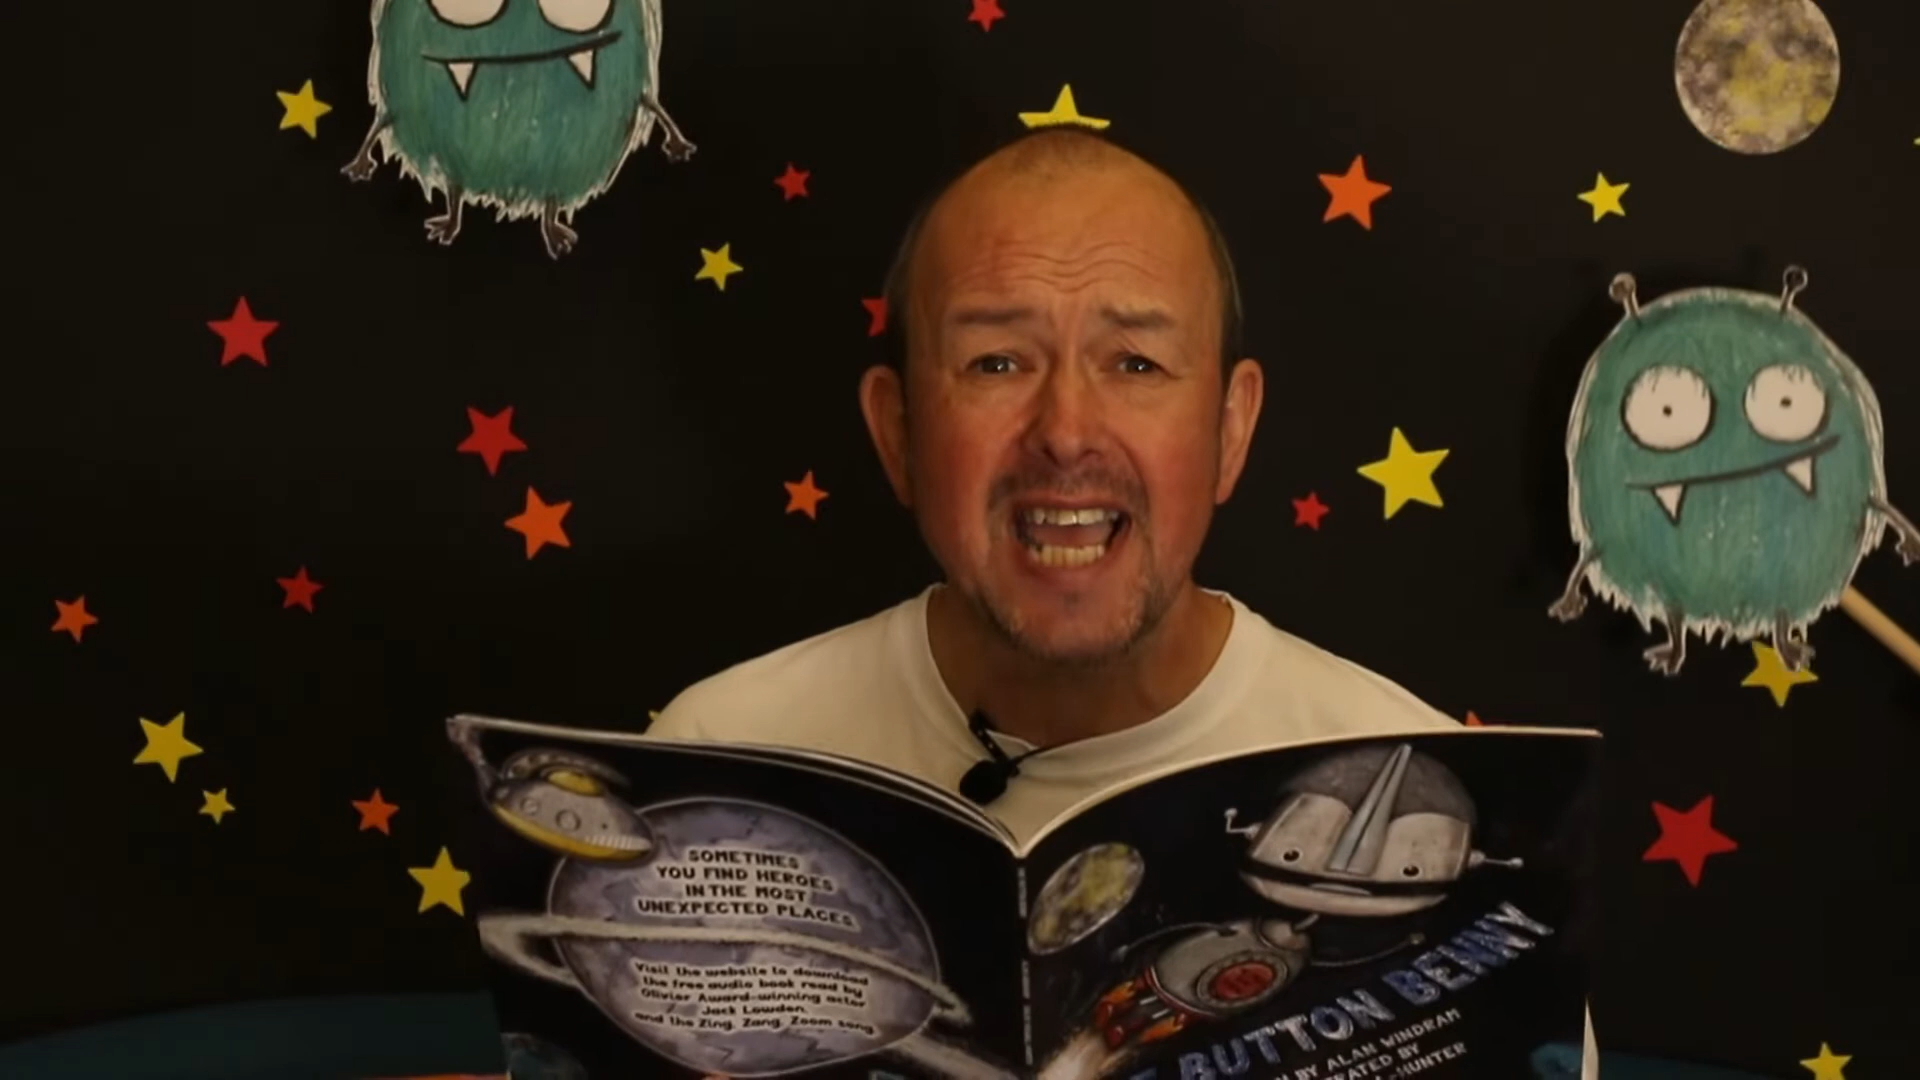 SOMETIMES
YOU FIND HEROES
IN THE MOST
UNEXPECTED PLACES
Visit the website to download
the free audio book read by
Olivier Award-winning actor
Jack Lowden
and the Zing, Zang, Zoom song
BUTTON BENNY
BY ALAN WINDRAM
BY
HUNTER